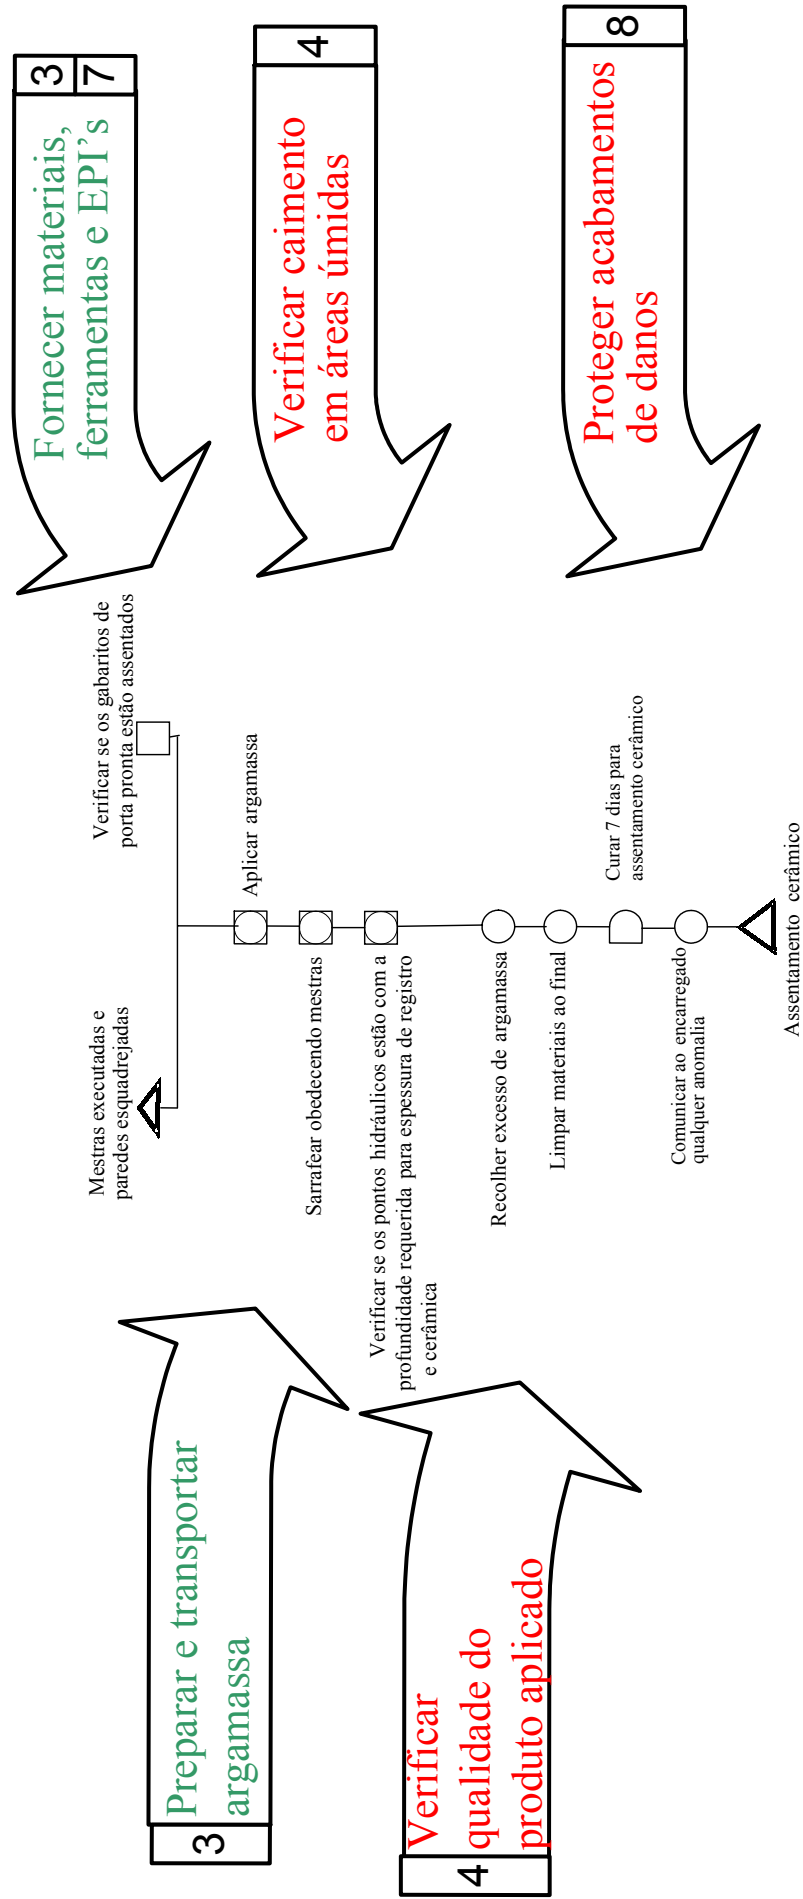 3
Preparar e transportar
argamassa
4
Verificar
qualidade do
produto aplicado
Mestras executadas e
paredes esquadrejadas
Verificar se os gabaritos de
porta pronta estão assentados
Aplicar argamassa
Sarrafear obedecendo mestras
Verificar se os pontos hidráulicos estão com a
profundidade requerida para espessura de registro
e cerâmica
Recolher excesso de argamassa
Limpar materiais ao final
Curar 7 dias para
assentamento cerâmico
Comunicar ao encarregado
qualquer anomalia
Assentamento cerâmico
Fornecer materiais,
ferramentas e EPI's
3
7
Verificar caimento
em áreas úmidas
4
Proteger acabamentos
de danos
8